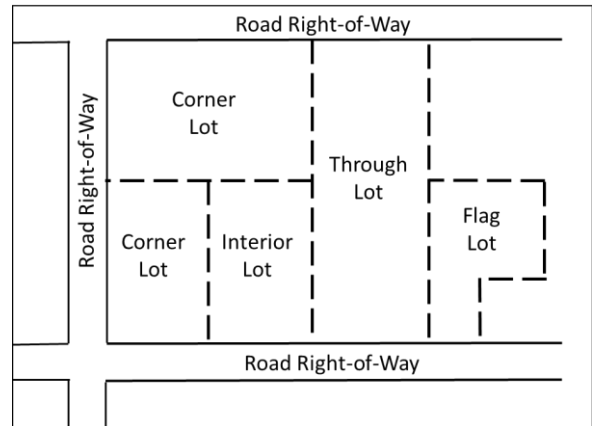 Road Right-of-Way
Road Right-of-Way
Corner
Lot
Through
Lot
Corner
Lot
Interior
Lot
Flag
Lot
Road Right-of-Way